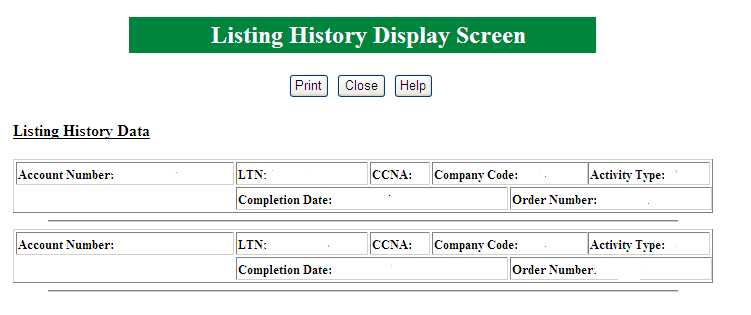 Listing History Display Screen
Print Close Help
Listing History Data
Account Number: LTN: CCNA: Company Code: Activity Type:
Completion Date: Order Number:
Account Number: LTN: CCNA: Company Code: Activity Type:
Completion Date: Order Number.